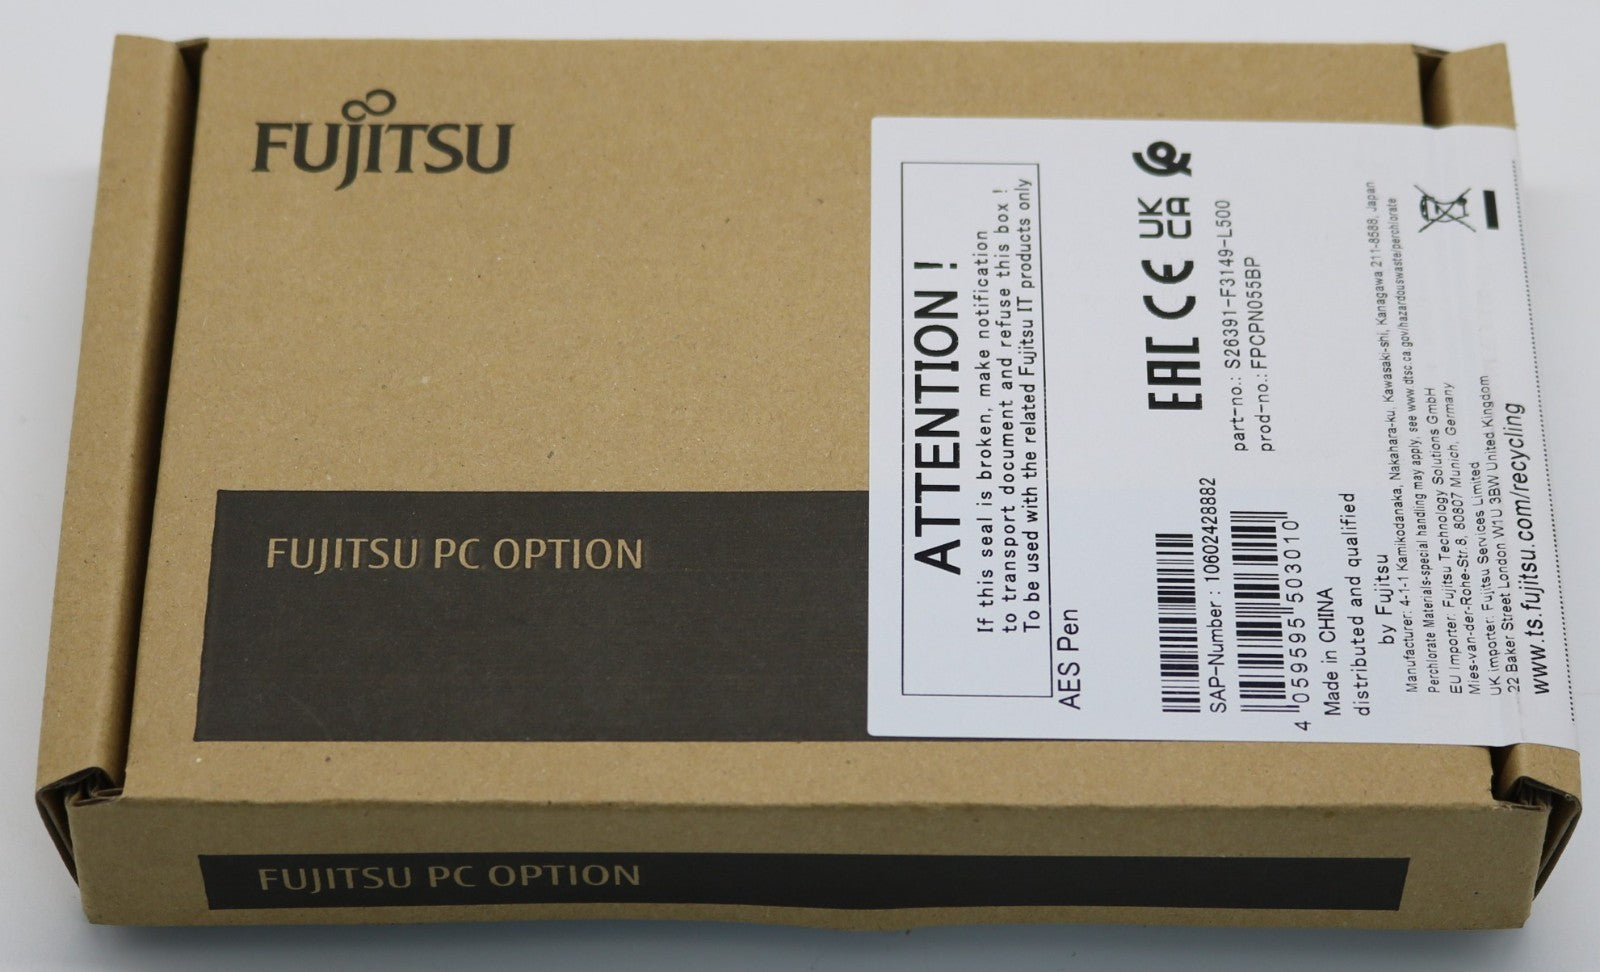 FUJITSU
FUJITSU PC OPTION
FUJITSU PC OPTION
ATTENTION !
If this seal is broken, make notification
to transport document and refuse this box !
To be used with the related Fujitsu IT products only
AES Pen
EAC CE UK
CA
SAP-Number : 10602428882
part-no.: S26391-F3149-L500
prod-no.: FPCPN055BP
4 059595 503010
Made in CHINA
distributed and qualified
by Fujitsu
Manufacturer: 4-1-1 Kamikodanaka, Nakahara-ku, Kawasaki-shi, Kanagawa 211-8588, Japan
Perchlorate Materials-special handling may apply, see www.dtsc.ca.gov/hazardouswaste/perchlorate
EU Importer: Fujitsu Technology Solutions GmbH
Mies-van-der-Rohe-Str.8, 80807 Munich, Germany
UK importer: Fujitsu Services Limited
22 Baker Street London W1U 3BW United Kingdom
www.ts.fujitsu.com/recycling